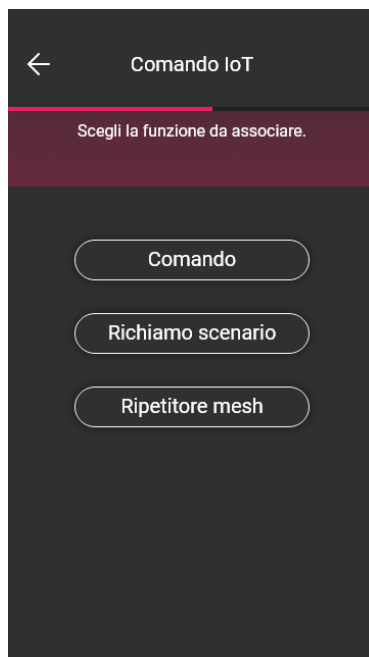 Comando IoT
Scegli la funzione da associare.
Comando
Richiamo scenario
Ripetitore mesh